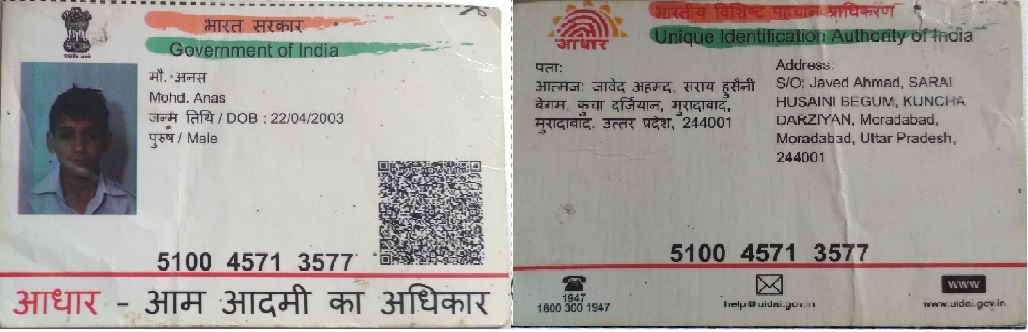 भारत सरकार
Government of India
मौ. अनस
Mohd. Anas
जन्म तिथि / DOB : 22/04/2003
पुरुष / Male
5100 4571 3577
आधार - आम आदमी का अधिकार
भारतीय विशिष्ट पहचान प्राधिकरण
Unique Identification Authority of India
आधार
पता:
आत्मज: जावेद अहमद, सराय हुसैनी
बेगम, कुचा दर्जियान, मुरादाबाद,
मुरादाबाद, उत्तर प्रदेश, 244001
Address:
S/O: Javed Ahmad, SARAI
HUSAINI BEGUM, KUNCHA
DARZIYAN, Moradabad,
Moradabad, Uttar Pradesh,
244001
5100 4571 3577
1947
1800 300 1947
help@uidai.gov.in
www
www.uidai.gov.in